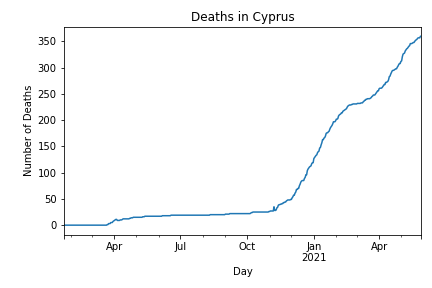 Deaths in Cyprus
Number of Deaths
350
300
250
200
150
100
50
0
Apr
Jul
Oct
Jan
2021
Apr
Day